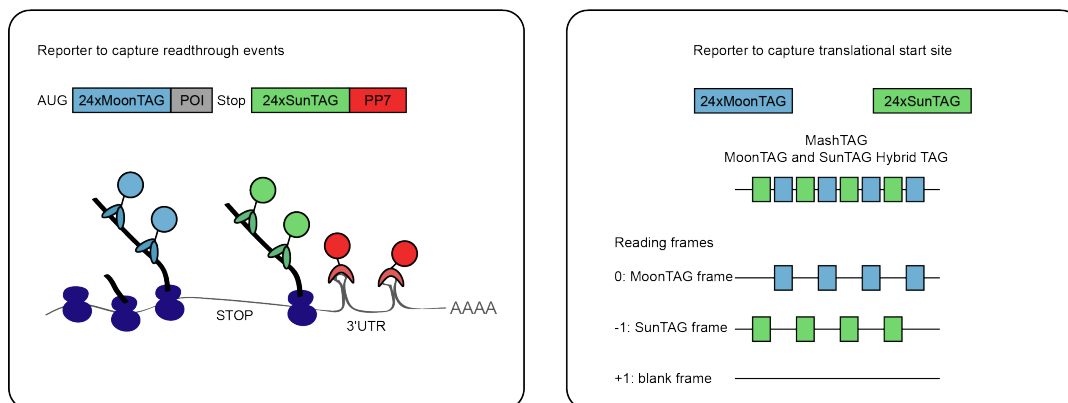 Reporter to capture readthrough events
AUG 24xMoonTAG POI Stop 24xSunTAG PP7
STOP
3'UTR
AAAA
Reporter to capture translational start site
24xMoonTAG 24xSunTAG
MashTAG
MoonTAG and SunTAG Hybrid TAG
Reading frames
0: MoonTAG frame
-1: SunTAG frame
+1: blank frame